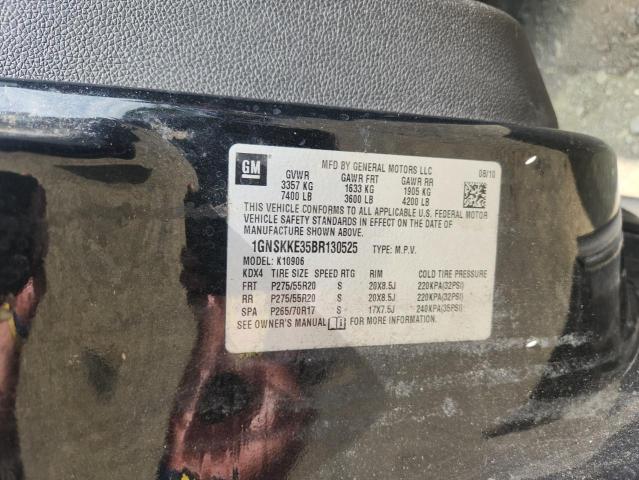 GM
MFD BY GENERAL MOTORS LLC 08/10
GVWR GAWR FRT GAWR RR
3357 KG 1633 KG 1905 KG
7400 LB 3600 LB 4200 LB
THIS VEHICLE CONFORMS TO ALL APPLICABLE U.S. FEDERAL MOTOR
VEHICLE SAFETY STANDARDS IN EFFECT ON THE DATE OF
MANUFACTURE SHOWN ABOVE.
1GNSKKE35BR130525 TYPE: M.P.V.
MODEL: K10906
KDX4 TIRE SIZE SPEED RTG RIM COLD TIRE PRESSURE
FRT P275/55R20 S 20X8.5J 220KPA(32PSI)
RR P275/55R20 S 20X8.5J 220KPA(32PSI)
SPA P265/70R17 S 17X7.5J 240KPA(35PSI)
SEE OWNER'S MANUAL FOR MORE INFORMATION.